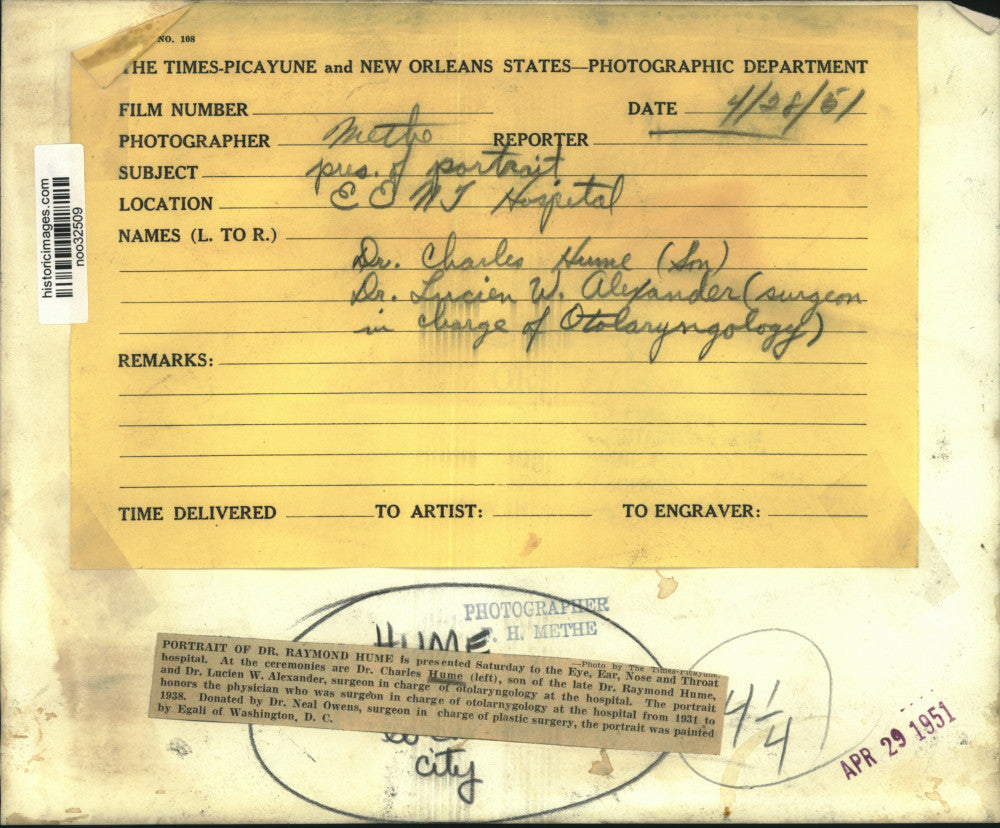 NO. 108
THE TIMES-PICAYUNE and NEW ORLEANS STATES—PHOTOGRAPHIC DEPARTMENT
FILM NUMBER
DATE 4/28/51
PHOTOGRAPHER Methe REPORTER
SUBJECT pres. of portrait
LOCATION E E N T Hospital
NAMES (L. TO R.)
Dr. Charles Hume (Son)
Dr. Lucien W. Alexander (surgeon
in charge of Otolaryngology)
REMARKS:
TIME DELIVERED TO ARTIST: TO ENGRAVER:
historicimages.com
noo32509
PHOTOGRAPHER
F. H. METHE
HUME
—Photo by The Times-Picayune
PORTRAIT OF DR. RAYMOND HUME is presented Saturday to the Eye, Ear, Nose and Throat
hospital. At the ceremonies are Dr. Charles Hume (left), son of the late Dr. Raymond Hume,
and Dr. Lucien W. Alexander, surgeon in charge of otolaryngology at the hospital. The portrait
honors the physician who was surgeon in charge of otolarnygology at the hospital from 1931 to
1938. Donated by Dr. Neal Owens, surgeon in charge of plastic surgery, the portrait was painted
by Egali of Washington, D. C.
city
4 1/4
APR 29 1951